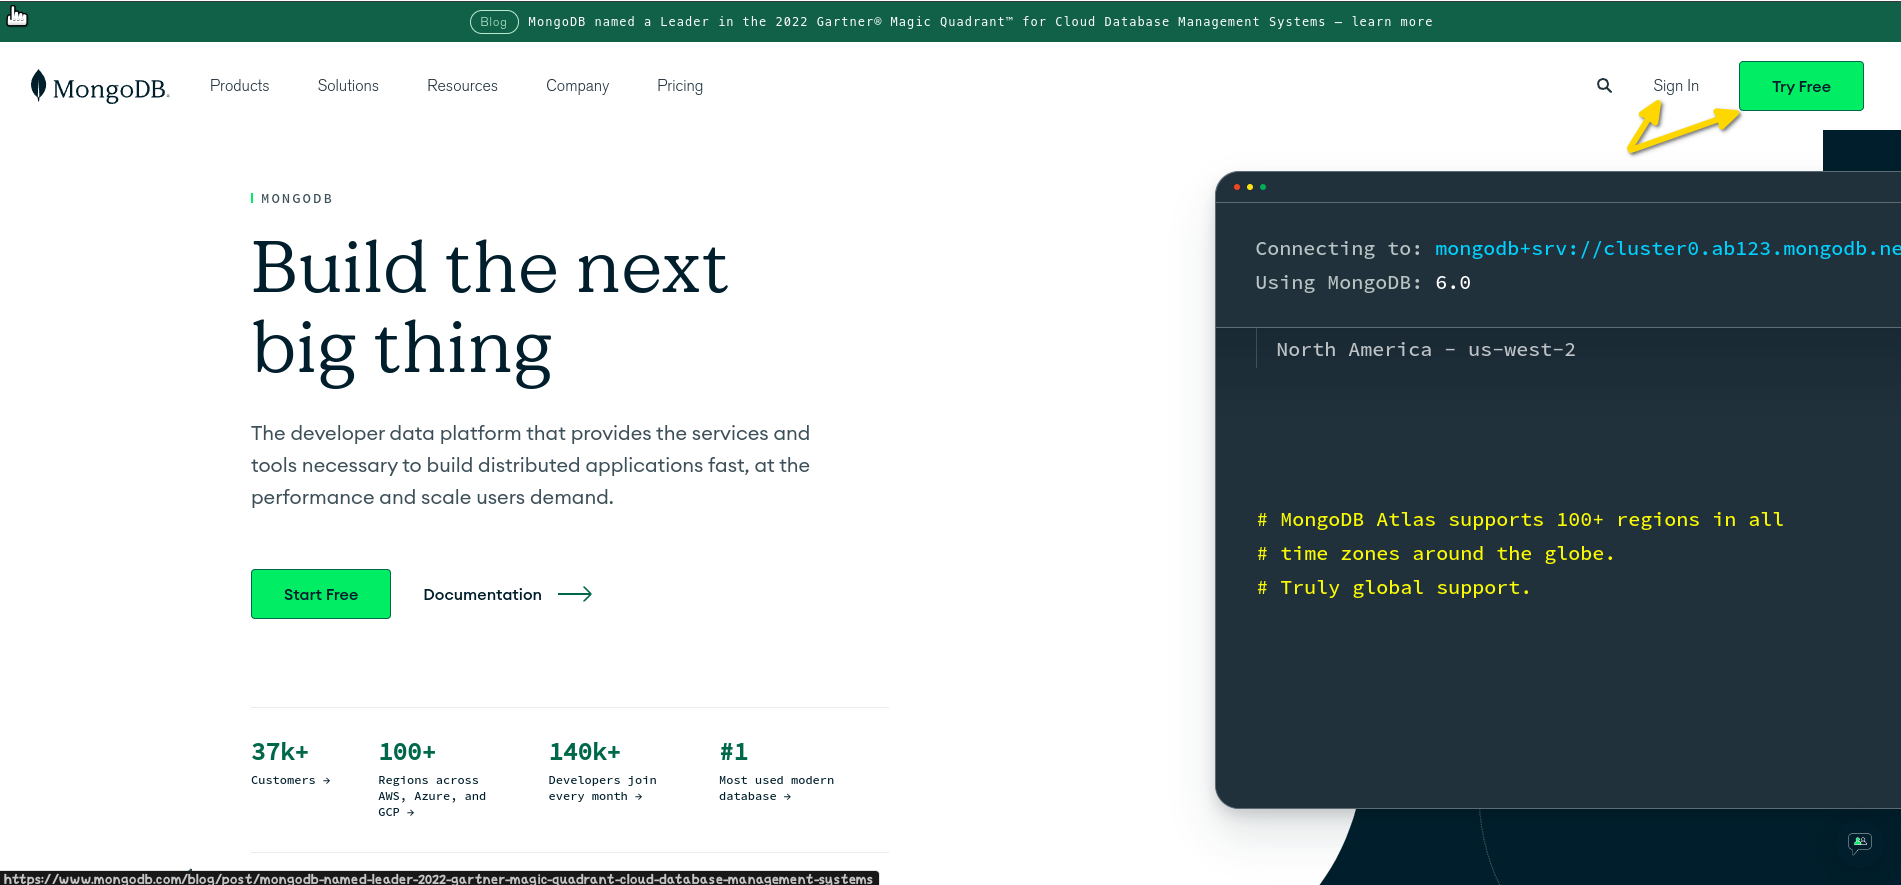 Blog MongoDB named a Leader in the 2022 Gartner® Magic Quadrant™ for Cloud Database Management Systems — learn more
MongoDB.
Products Solutions Resources Company Pricing
Sign In
Try Free
MONGODB
Build the next
big thing
The developer data platform that provides the services and
tools necessary to build distributed applications fast, at the
performance and scale users demand.
Start Free
Documentation →
37k+
Customers →
100+
Regions across
AWS, Azure, and
GCP →
140k+
Developers join
every month →
#1
Most used modern
database →
Connecting to: mongodb+srv://cluster0.ab123.mongodb.ne
Using MongoDB: 6.0
North America - us-west-2
# MongoDB Atlas supports 100+ regions in all
# time zones around the globe.
# Truly global support.
https://www.mongodb.com/blog/post/mongodb-named-leader-2022-gartner-magic-quadrant-cloud-database-management-systems